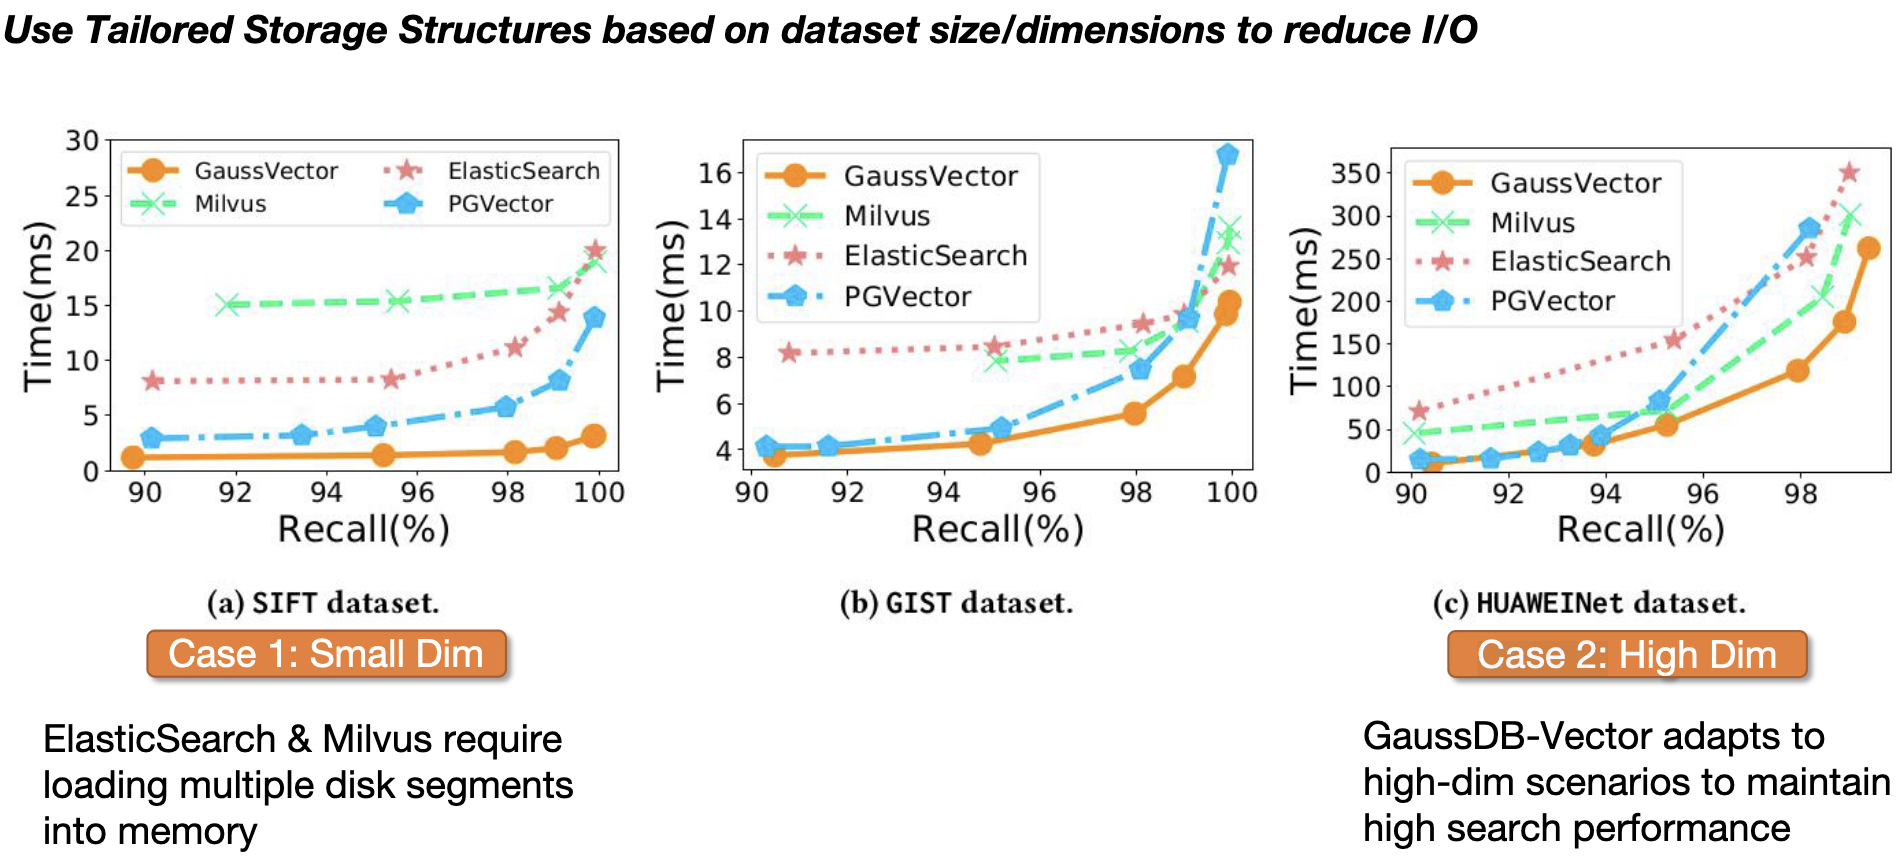 Use Tailored Storage Structures based on dataset size/dimensions to reduce I/O
30
25
20
15
10
5
0
Time(ms)
GaussVector
Milvus
ElasticSearch
PGVector
90 92 94 96 98 100
Recall(%)
(a) SIFT dataset.
Case 1: Small Dim
ElasticSearch & Milvus require
loading multiple disk segments
into memory
16
14
12
10
8
6
4
Time(ms)
GaussVector
Milvus
ElasticSearch
PGVector
90 92 94 96 98 100
Recall(%)
(b) GIST dataset.
350
300
250
200
150
100
50
0
Time(ms)
GaussVector
Milvus
ElasticSearch
PGVector
90 92 94 96 98
Recall(%)
(c) HUAWEINet dataset.
Case 2: High Dim
GaussDB-Vector adapts to
high-dim scenarios to maintain
high search performance